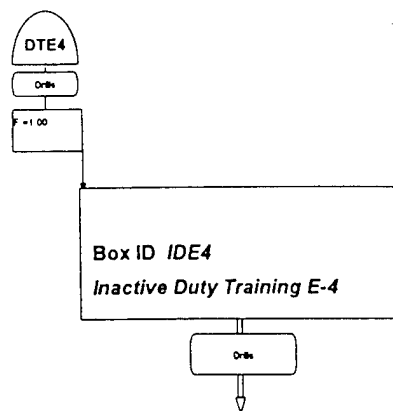 DTE4
Drills
F =1.00
Box ID IDE4
Inactive Duty Training E-4
Drills